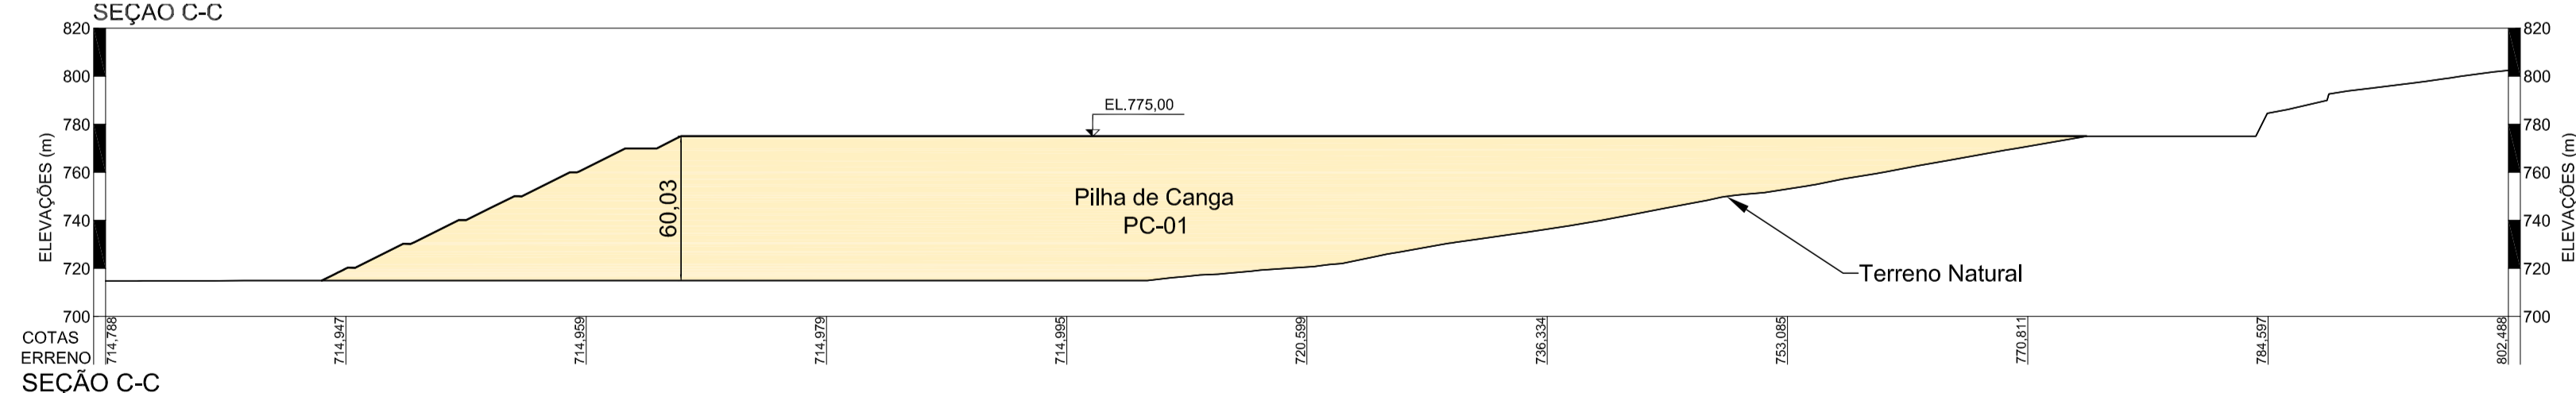 SEÇÃO C-C
820
800
780
760
740
720
700
ELEVAÇÕES (m)
EL.775,00
60,03
Pilha de Canga
PC-01
Terreno Natural
820
800
780
760
740
720
700
ELEVAÇÕES (m)
COTAS
ERRENO
714,788
714,947
714,959
714,979
714,995
720,599
736,334
753,085
770,811
784,597
802,488
SEÇÃO C-C